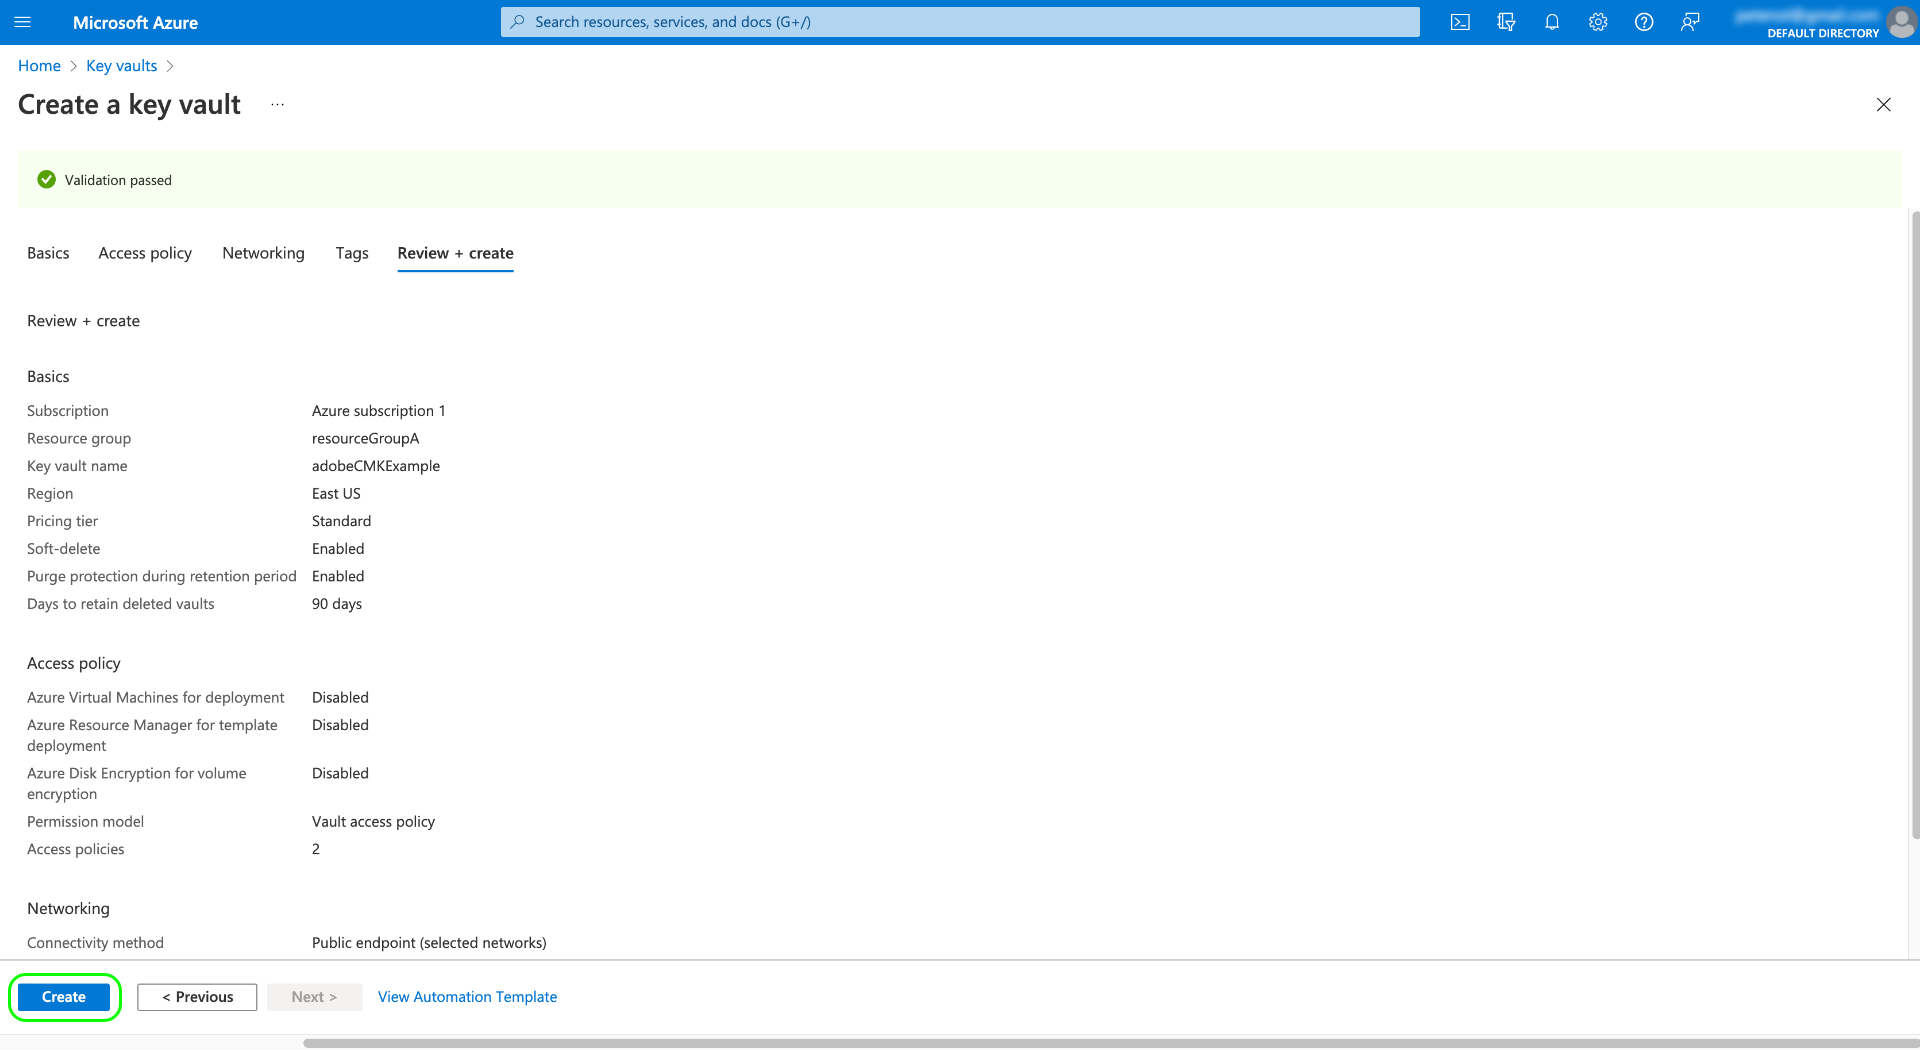 Microsoft Azure
Search resources, services, and docs (G+/)
DEFAULT DIRECTORY
Home > Key vaults >
Create a key vault ...
Validation passed
Basics Access policy Networking Tags Review + create
Review + create
Basics
Subscription Azure subscription 1
Resource group resourceGroupA
Key vault name adobeCMKExample
Region East US
Pricing tier Standard
Soft-delete Enabled
Purge protection during retention period Enabled
Days to retain deleted vaults 90 days
Access policy
Azure Virtual Machines for deployment Disabled
Azure Resource Manager for template Disabled
deployment
Azure Disk Encryption for volume Disabled
encryption
Permission model Vault access policy
Access policies 2
Networking
Connectivity method Public endpoint (selected networks)
Create < Previous Next > View Automation Template